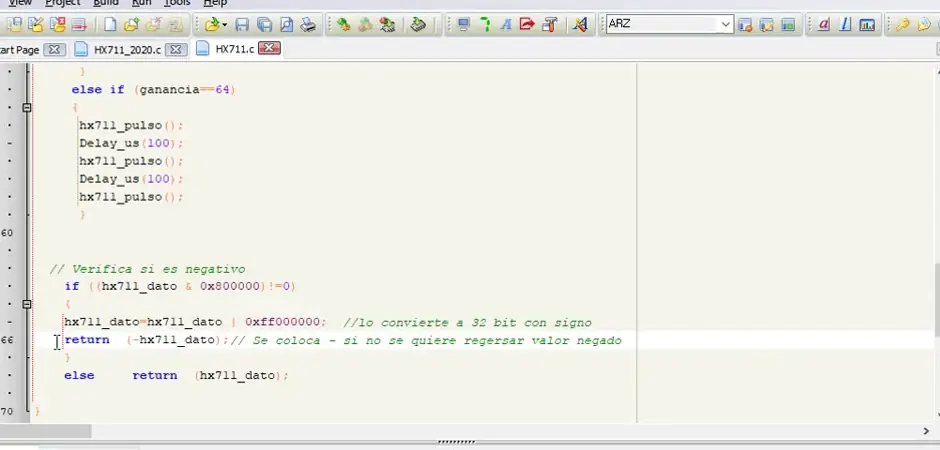 View Project Build Run Tools Help
ARZ
tart Page HX711_2020.c HX711.c
}
else if (ganancia==64)
{
hx711_pulso();
Delay_us(100);
hx711_pulso();
Delay_us(100);
hx711_pulso();
}
60
// Verifica si es negativo
if ((hx711_dato & 0x800000)!=0)
{
hx711_dato=hx711_dato | 0xff000000; //lo convierte a 32 bit con signo
66 return (-hx711_dato);// Se coloca - si no se quiere regersar valor negado
}
else return (hx711_dato);
70 }